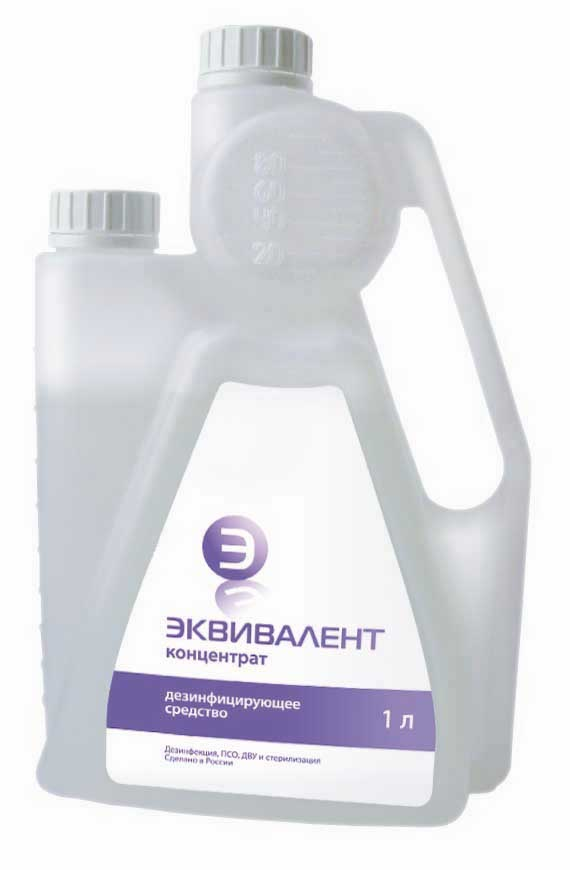 Э
ЭКВИВАЛЕНТ
концентрат
дезинфицирующее
средство
1 л
Дезинфекция, ПСО, ДВУ и стерилизация
Сделано в России